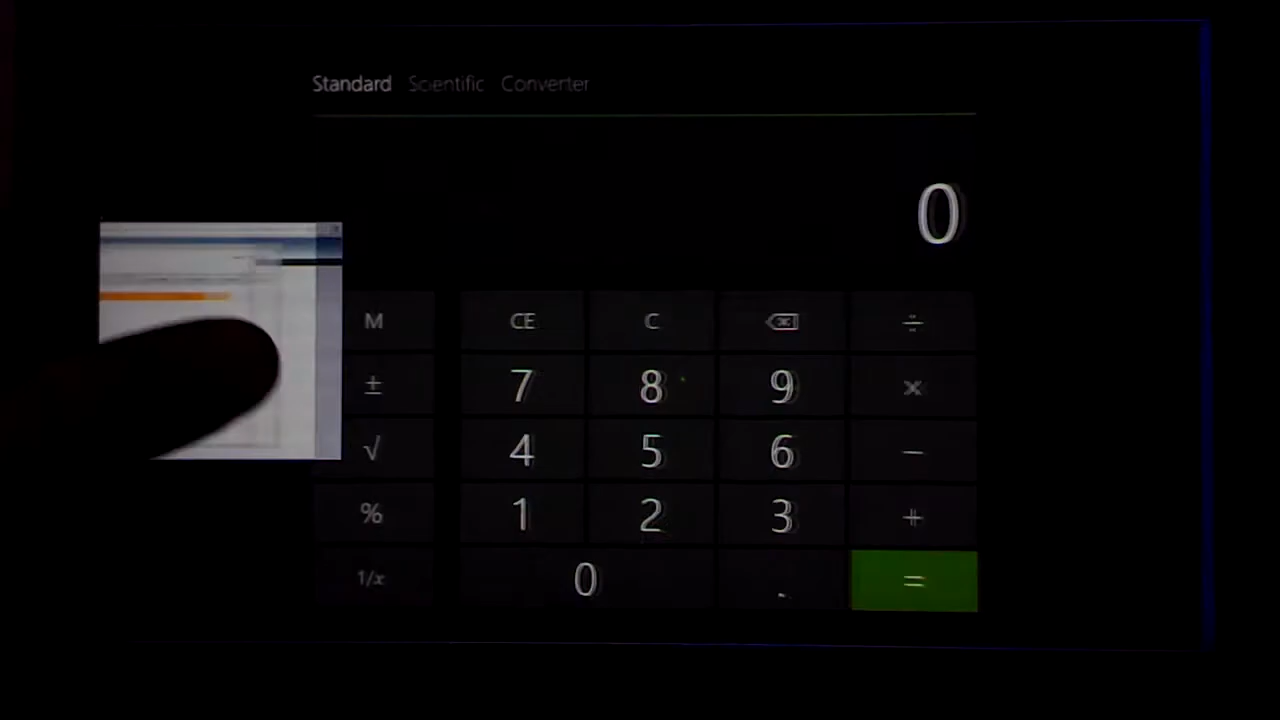 Standard Scientific Converter
0
M CE C ÷
± 7 8 9 ×
√ 4 5 6 −
% 1 2 3 +
1/x 0 . =